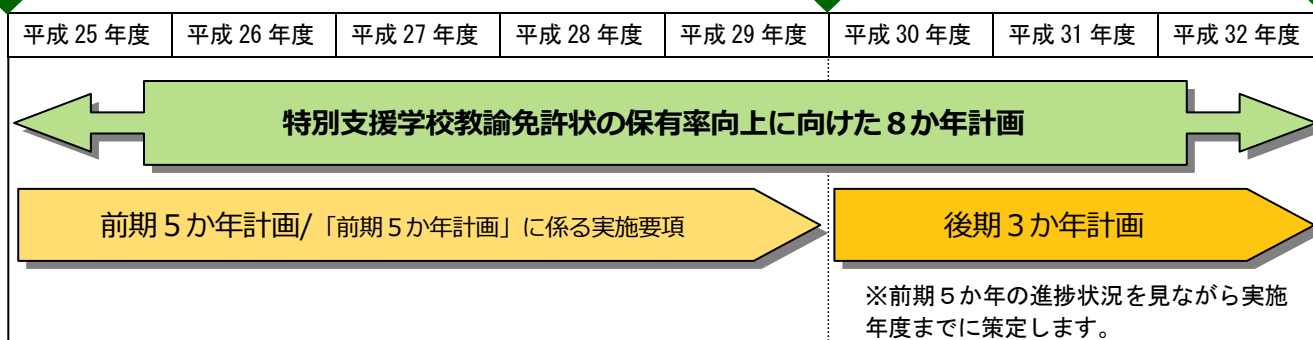 平成 25 年度 平成 26 年度 平成 27 年度 平成 28 年度 平成 29 年度 平成 30 年度 平成 31 年度 平成 32 年度
特別支援学校教諭免許状の保有率向上に向けた８か年計画
前期５か年計画/「前期５か年計画」に係る実施要項
後期３か年計画
※前期５か年の進捗状況を見ながら実施
年度までに策定します。